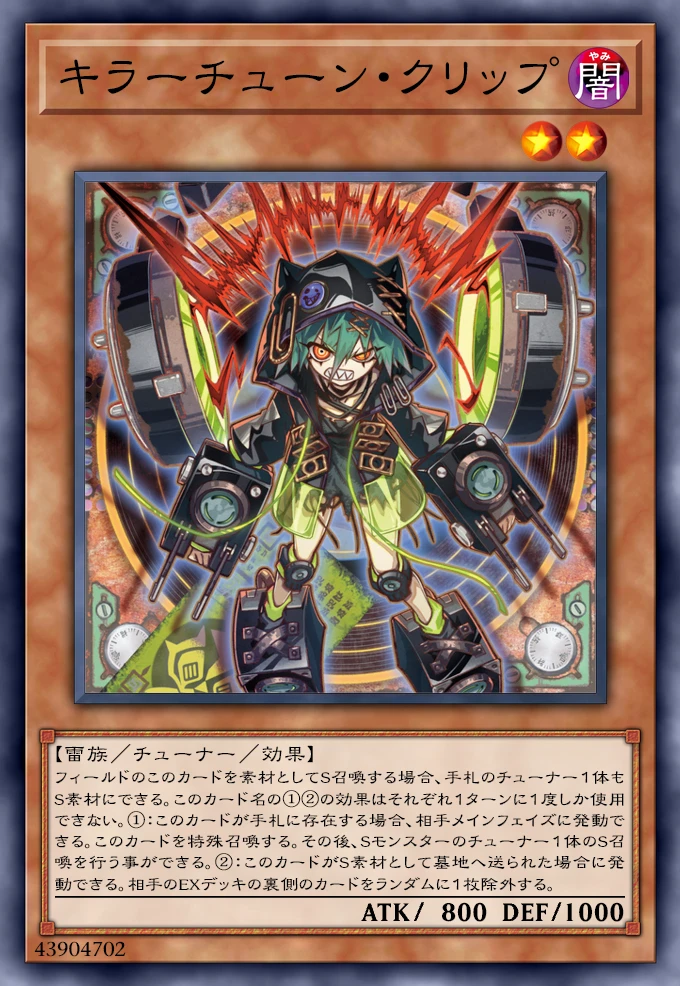 キラーチューン・クリップ
やみ
闇
【雷族／チューナー／効果】
フィールドのこのカードを素材としてS召喚する場合、手札のチューナー1体も
S素材にできる。このカード名の①②の効果はそれぞれ1ターンに1度しか使用
できない。①：このカードが手札に存在する場合、相手メインフェイズに発動で
きる。このカードを特殊召喚する。その後、Sモンスターのチューナー1体のS召
喚を行う事ができる。②：このカードがS素材として墓地へ送られた場合に発
動できる。相手のEXデッキの裏側のカードをランダムに1枚除外する。
ATK/ 800 DEF/1000
43904702